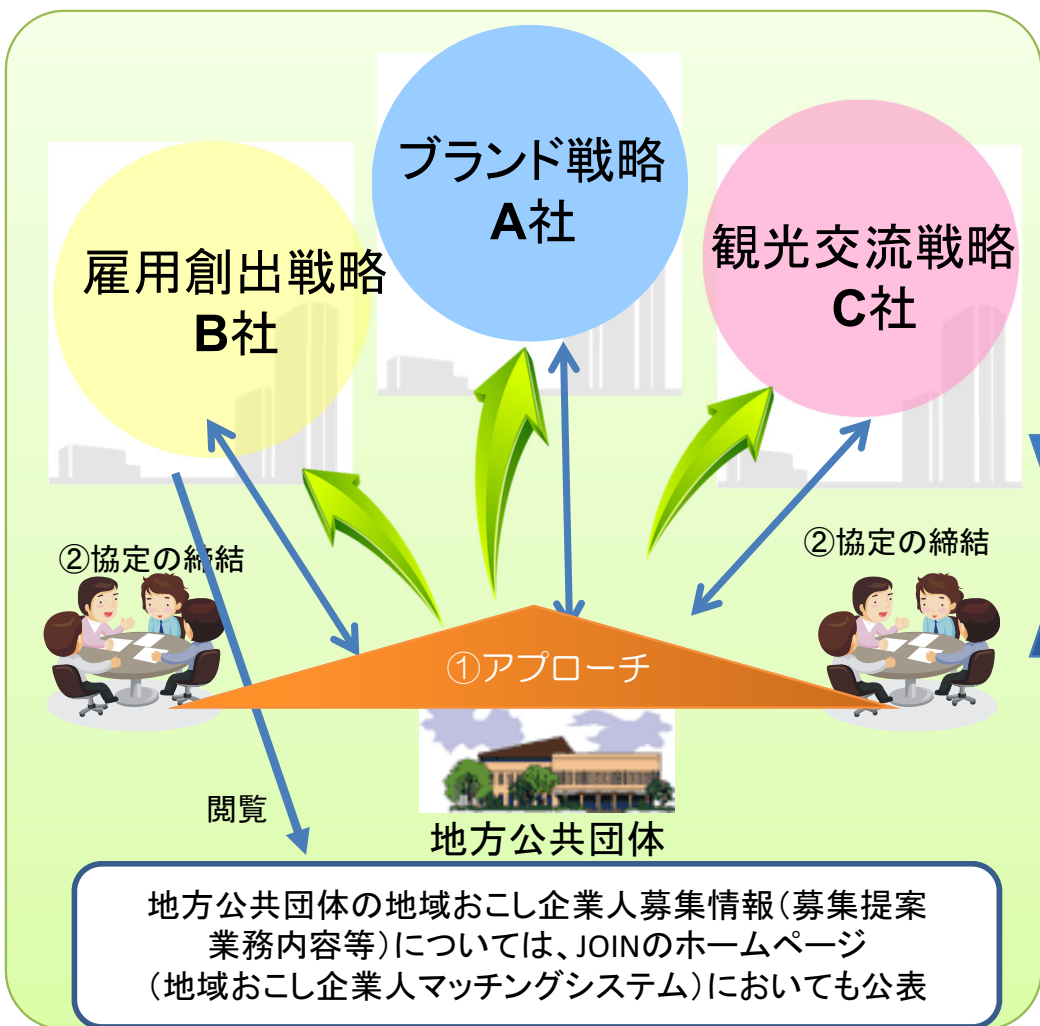 ブランド戦略
A社
雇用創出戦略
B社
観光交流戦略
C社
②協定の締結
②協定の締結
①アプローチ
閲覧
地方公共団体
地方公共団体の地域おこし企業人募集情報（募集提案
業務内容等）については、JOINのホームページ
（地域おこし企業人マッチングシステム）においても公表